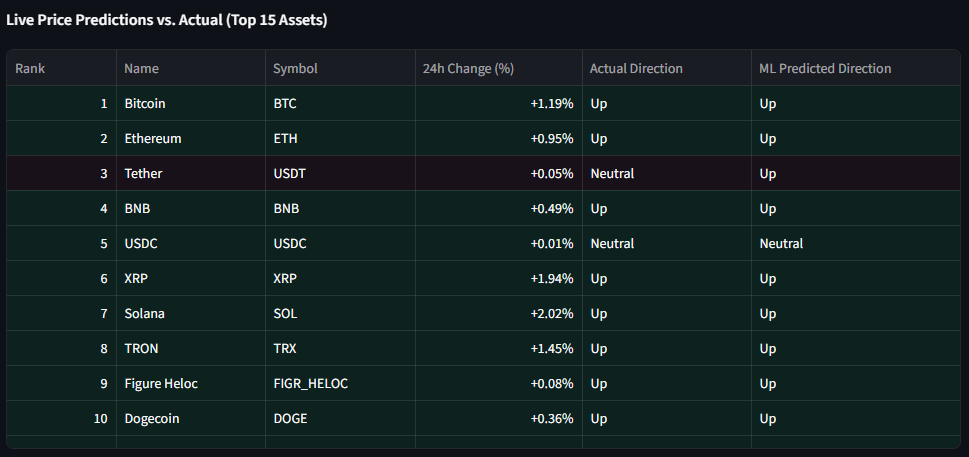 Live Price Predictions vs. Actual (Top 15 Assets)
Rank Name Symbol 24h Change (%) Actual Direction ML Predicted Direction
1 Bitcoin BTC +1.19% Up Up
2 Ethereum ETH +0.95% Up Up
3 Tether USDT +0.05% Neutral Up
4 BNB BNB +0.49% Up Up
5 USDC USDC +0.01% Neutral Neutral
6 XRP XRP +1.94% Up Up
7 Solana SOL +2.02% Up Up
8 TRON TRX +1.45% Up Up
9 Figure Heloc FIGR_HELOC +0.08% Up Up
10 Dogecoin DOGE +0.36% Up Up